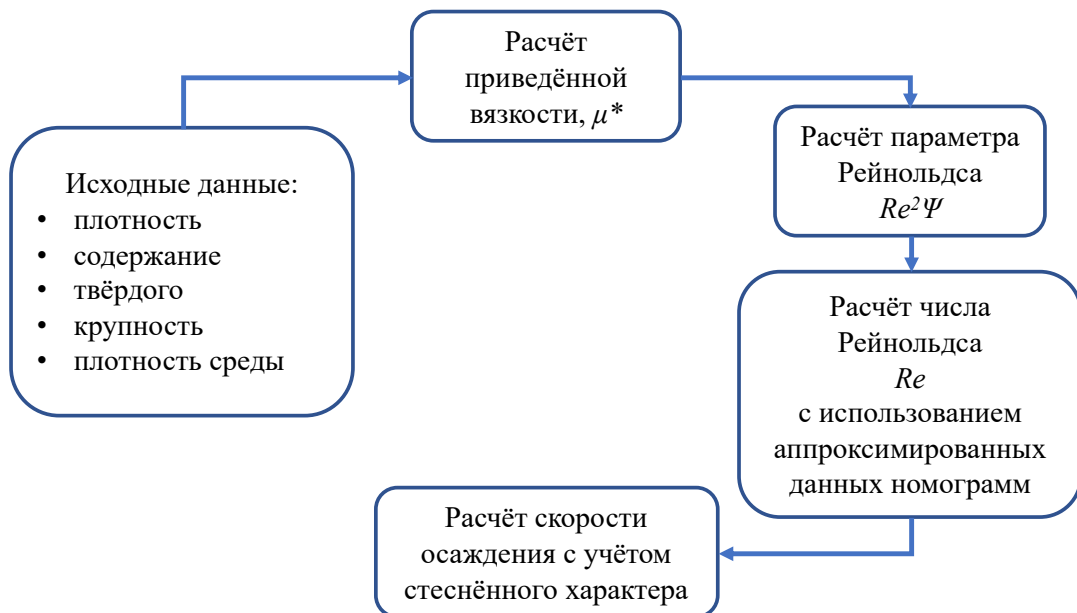 Исходные данные:
• плотность
• содержание
• твёрдого
• крупность
• плотность среды
Расчёт
приведённой
вязкости, μ*
Расчёт параметра
Рейнольдса
Re²Ψ
Расчёт числа
Рейнольдса
Re
с использованием
аппроксимированных
данных номограмм
Расчёт скорости
осаждения с учётом
стеснённого характера